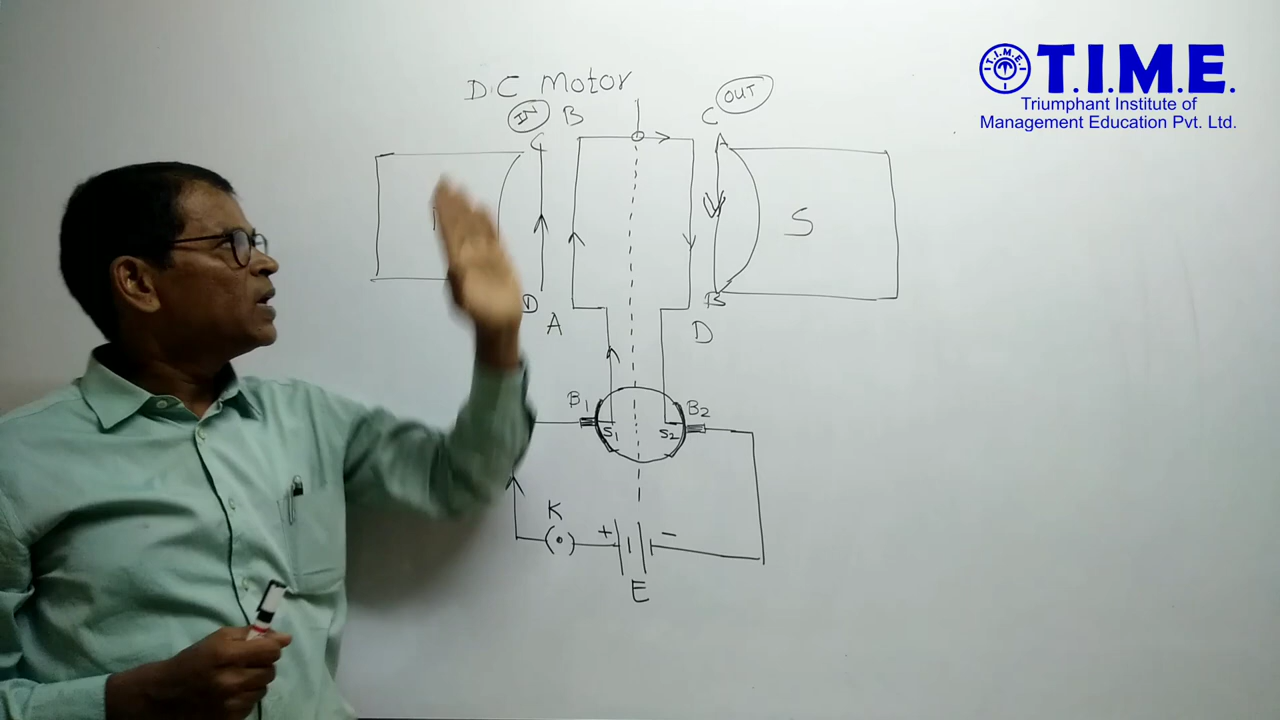 T.I.M.E.
T.I.M.E.
Triumphant Institute of
Management Education Pvt. Ltd.
D.C Motor
IN
B
C
OUT
C
A
S
D
A
B
D
B1
B2
S1
S2
K
+
−
E